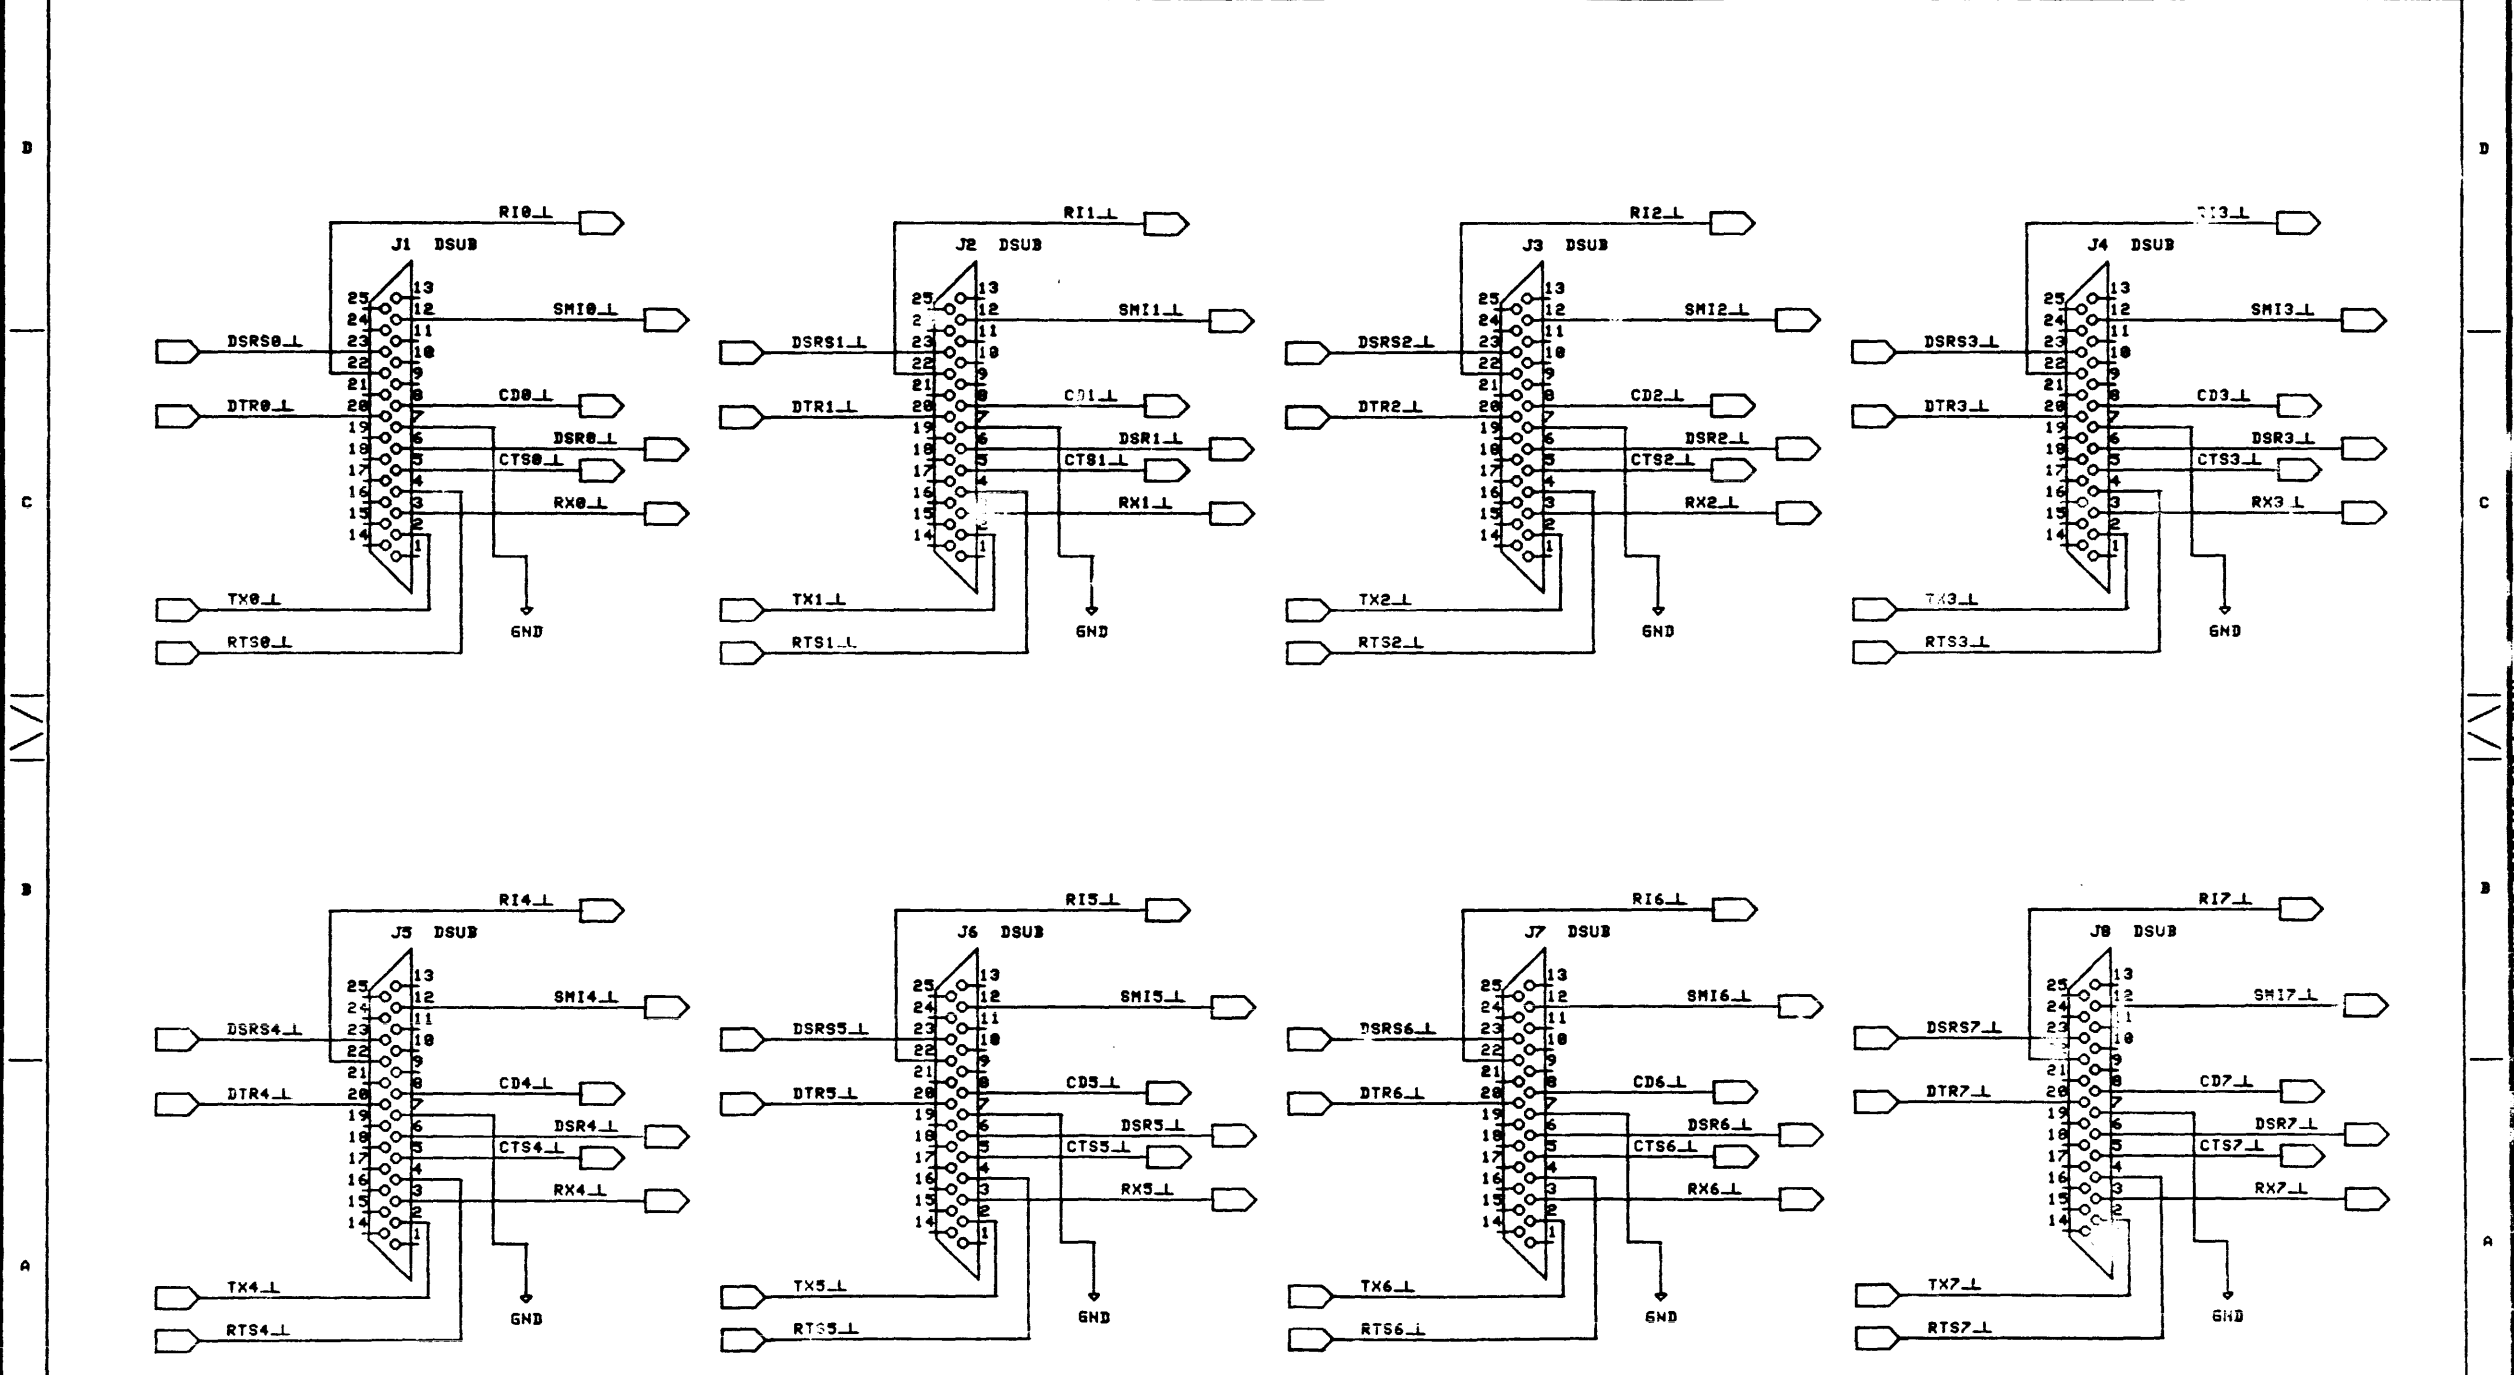 D D
RI0_L RI1_L RI2_L RI3_L
J1 DSUB J2 DSUB J3 DSUB J4 DSUB
SMI0_L SMI1_L SMI2_L SMI3_L
DSRS0_L DSRS1_L DSRS2_L DSRS3_L
CD0_L CD1_L CD2_L CD3_L
DTR0_L DTR1_L DTR2_L DTR3_L
DSR0_L DSR1_L DSR2_L DSR3_L
CTS0_L CTS1_L CTS2_L CTS3_L
C C
RX0_L RX1_L RX2_L RX3_L
25 24 23 22 21 20 19 18 17 16 15 14
13 12 11 10 9 8 7 6 5 4 3 2 1
25 2 23 22 21 20 19 18 17 16 15 14
13 12 11 10 9 8 7 6 5 4 2 1
25 24 23 22 21 20 19 18 17 16 15 14
13 12 11 10 9 8 7 6 5 4 3 2 1
25 24 23 22 21 20 19 18 17 16 15 14
13 12 11 10 9 8 7 6 5 4 3 2 1
TX0_L TX1_L TX2_L TX3_L
GND GND GND GND
RTS0_L RTS1_L RTS2_L RTS3_L
B B
RI4_L RI5_L RI6_L RI7_L
J5 DSUB J6 DSUB J7 DSUB J8 DSUB
SMI4_L SMI5_L SMI6_L SMI7_L
DSRS4_L DSRS5_L DSRS6_L DSRS7_L
CD4_L CD5_L CD6_L CD7_L
DTR4_L DTR5_L DTR6_L DTR7_L
DSR4_L DSR5_L DSR6_L DSR7_L
CTS4_L CTS5_L CTS6_L CTS7_L
RX4_L RX5_L RX6_L RX7_L
25 24 23 22 21 20 19 18 17 16 15 14
13 12 11 10 9 8 7 6 5 4 3 2 1
25 24 23 22 21 20 19 18 17 16 15 14
13 12 11 10 9 8 7 6 5 4 3 2 1
25 24 23 22 21 20 19 18 17 16 15 14
13 12 11 10 9 8 7 6 5 4 3 2 1
25 24 23 21 20 19 18 17 16 15 14
13 12 11 10 9 8 7 6 5 4 3 2
A A
TX4_L TX5_L TX6_L TX7_L
GND GND GND GND
RTS4_L RTS5_L RTS6_L RTS7_L